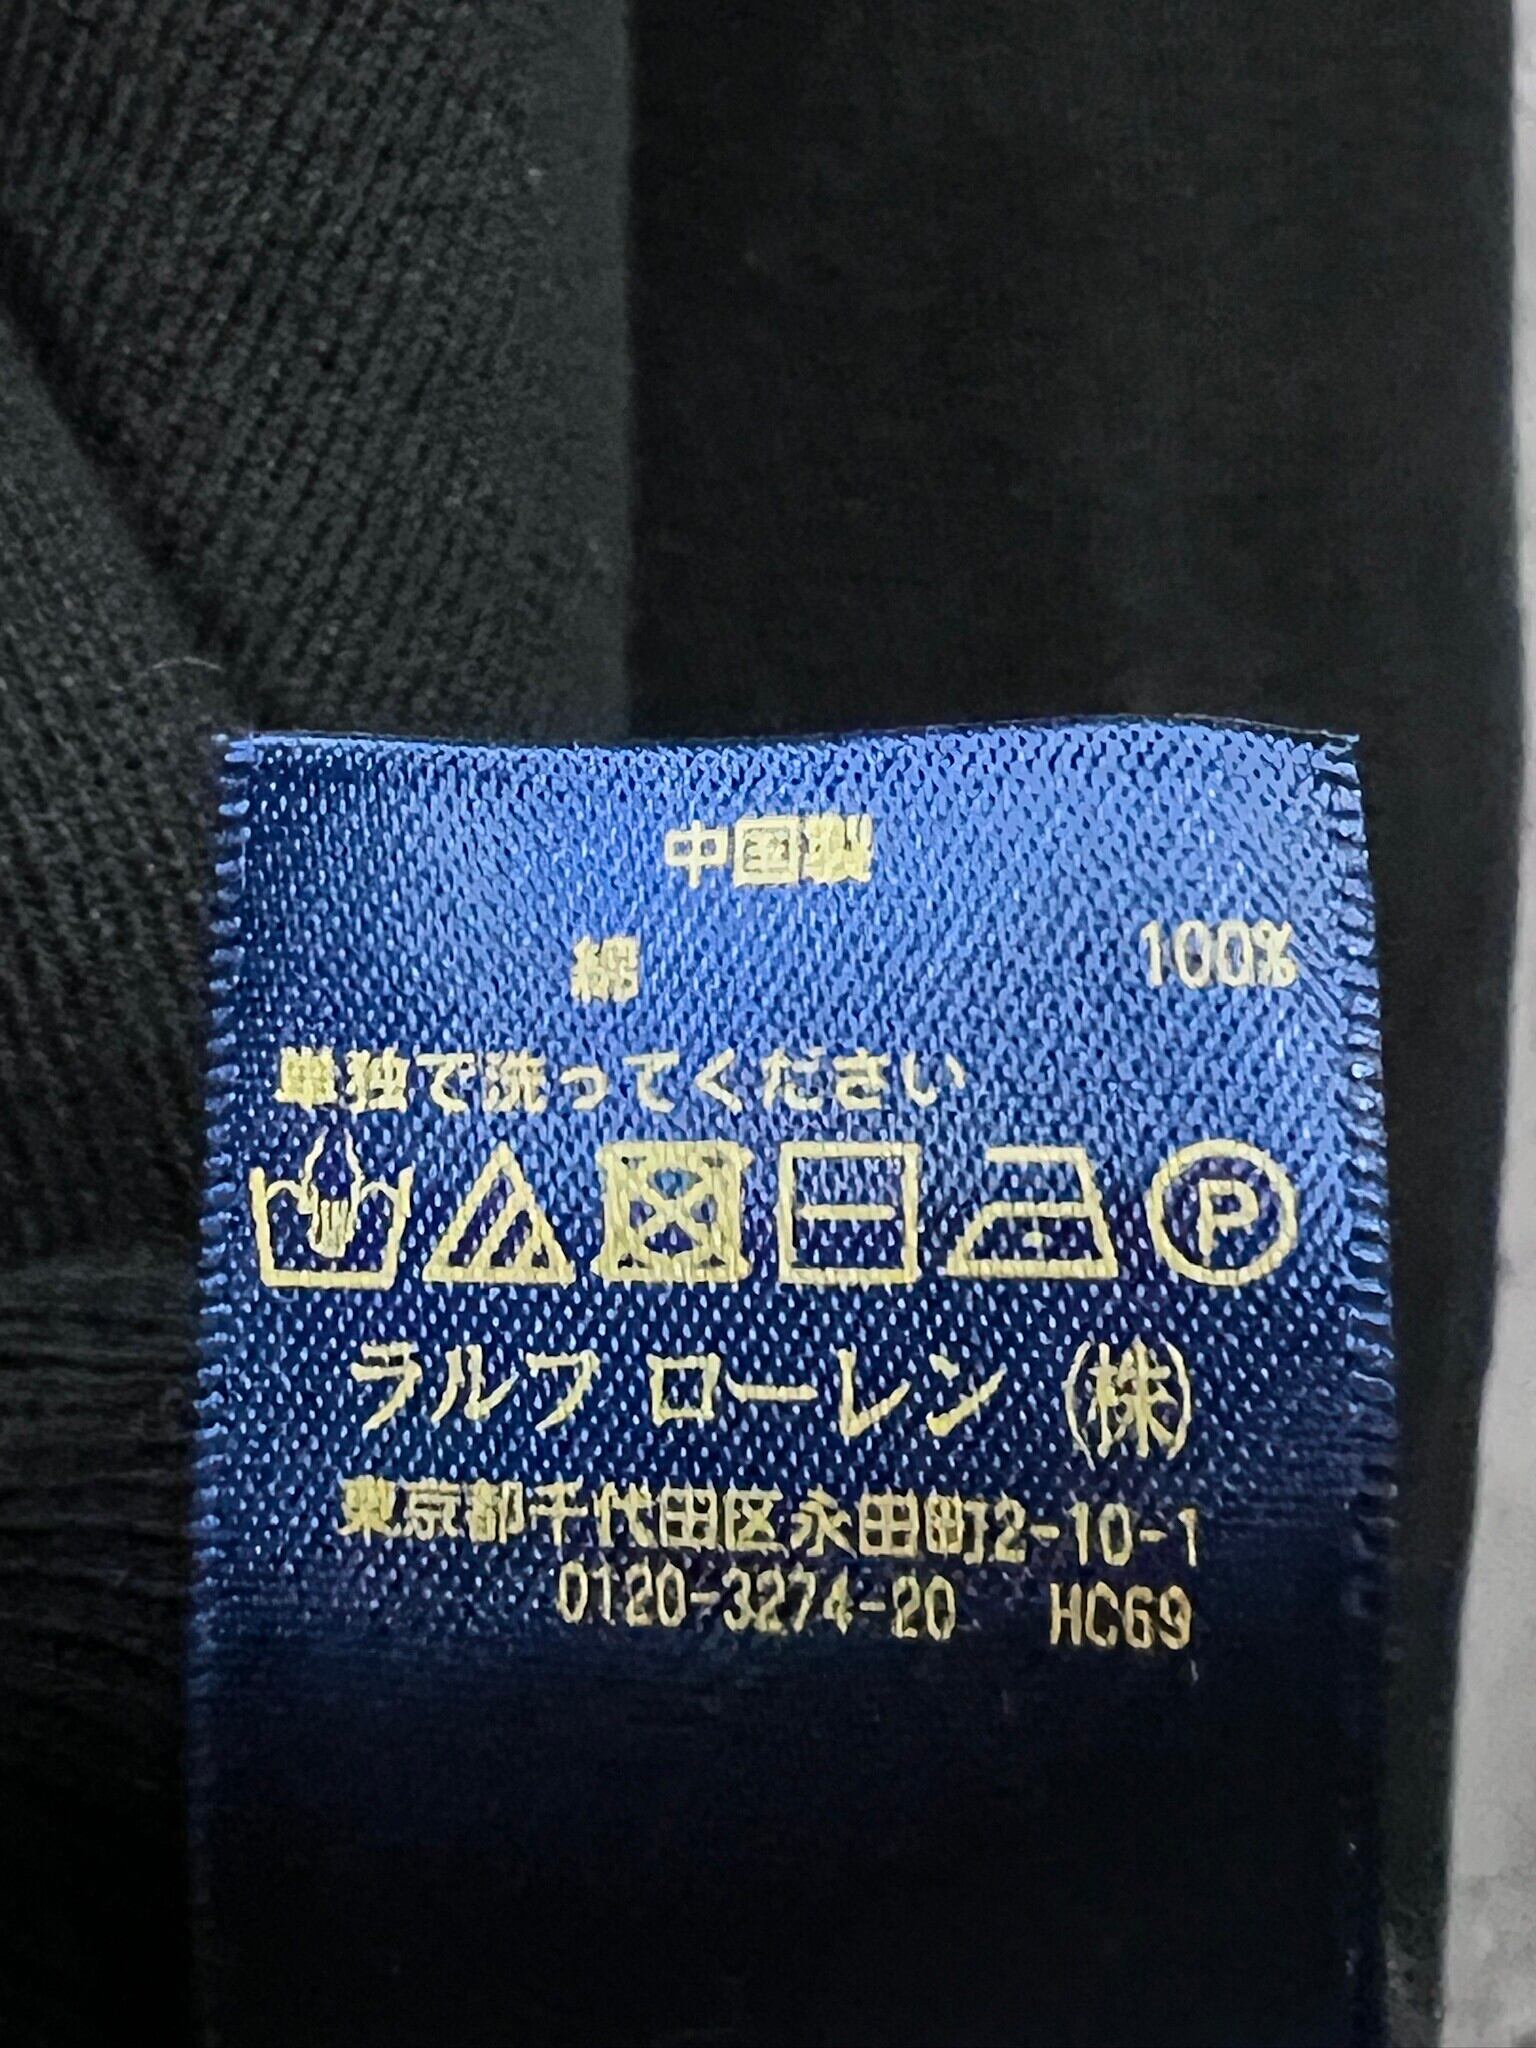 中国製
綿 100%
単独で洗ってください
P
ラルフ ローレン (株)
東京都千代田区永田町2-10-1
0120-3274-20 HC69